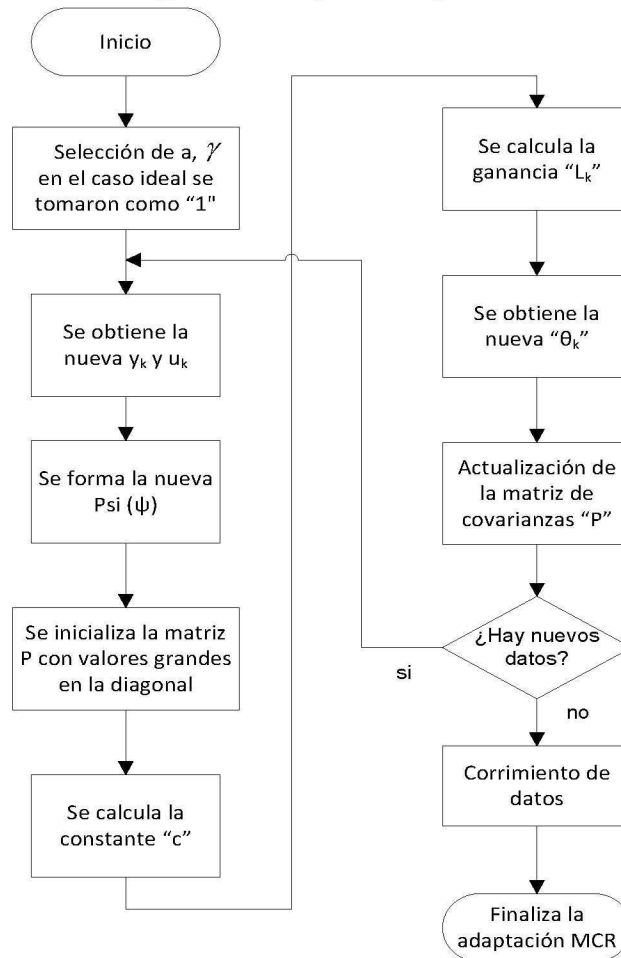 Inicio
Selección de a, γ
en el caso ideal se
tomaron como “1"
Se obtiene la
nueva yₖ y uₖ
Se forma la nueva
Psi (ψ)
Se inicializa la matriz
P con valores grandes
en la diagonal
Se calcula la
constante “c”
Se calcula la
ganancia “Lₖ”
Se obtiene la
nueva “θₖ”
Actualización de
la matriz de
covarianzas “P”
¿Hay nuevos
datos?
si
no
Corrimiento de
datos
Finaliza la
adaptación MCR